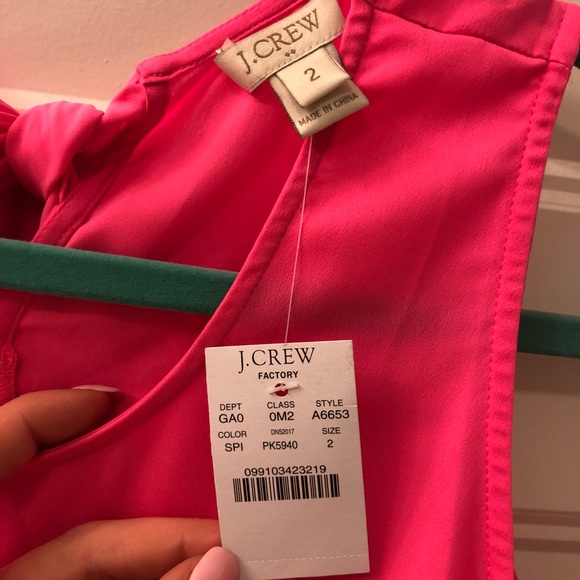 J.CREW
2
MADE IN CHINA
J.CREW
FACTORY
DEPT CLASS STYLE
GA0 0M2 A6653
COLOR DNS2017 SIZE
SPI PK5940 2
099103423219